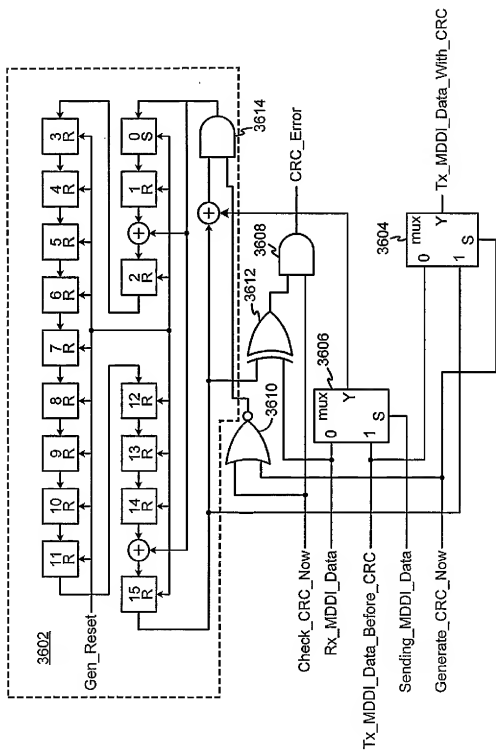 3602
3
R
4
R
5
R
6
R
7
R
8
R
9
R
10
R
11
R
0
S
1
R
2
R
12
R
13
R
14
R
15
R
Gen_Reset
3614
3612
3608
CRC_Error
3610
3606
mux
0
1
Y
S
3604
mux
0
1
Y
S
Tx_MDDI_Data_With_CRC
Check_CRC_Now
Rx_MDDI_Data
Tx_MDDI_Data_Before_CRC
Sending_MDDI_Data
Generate_CRC_Now